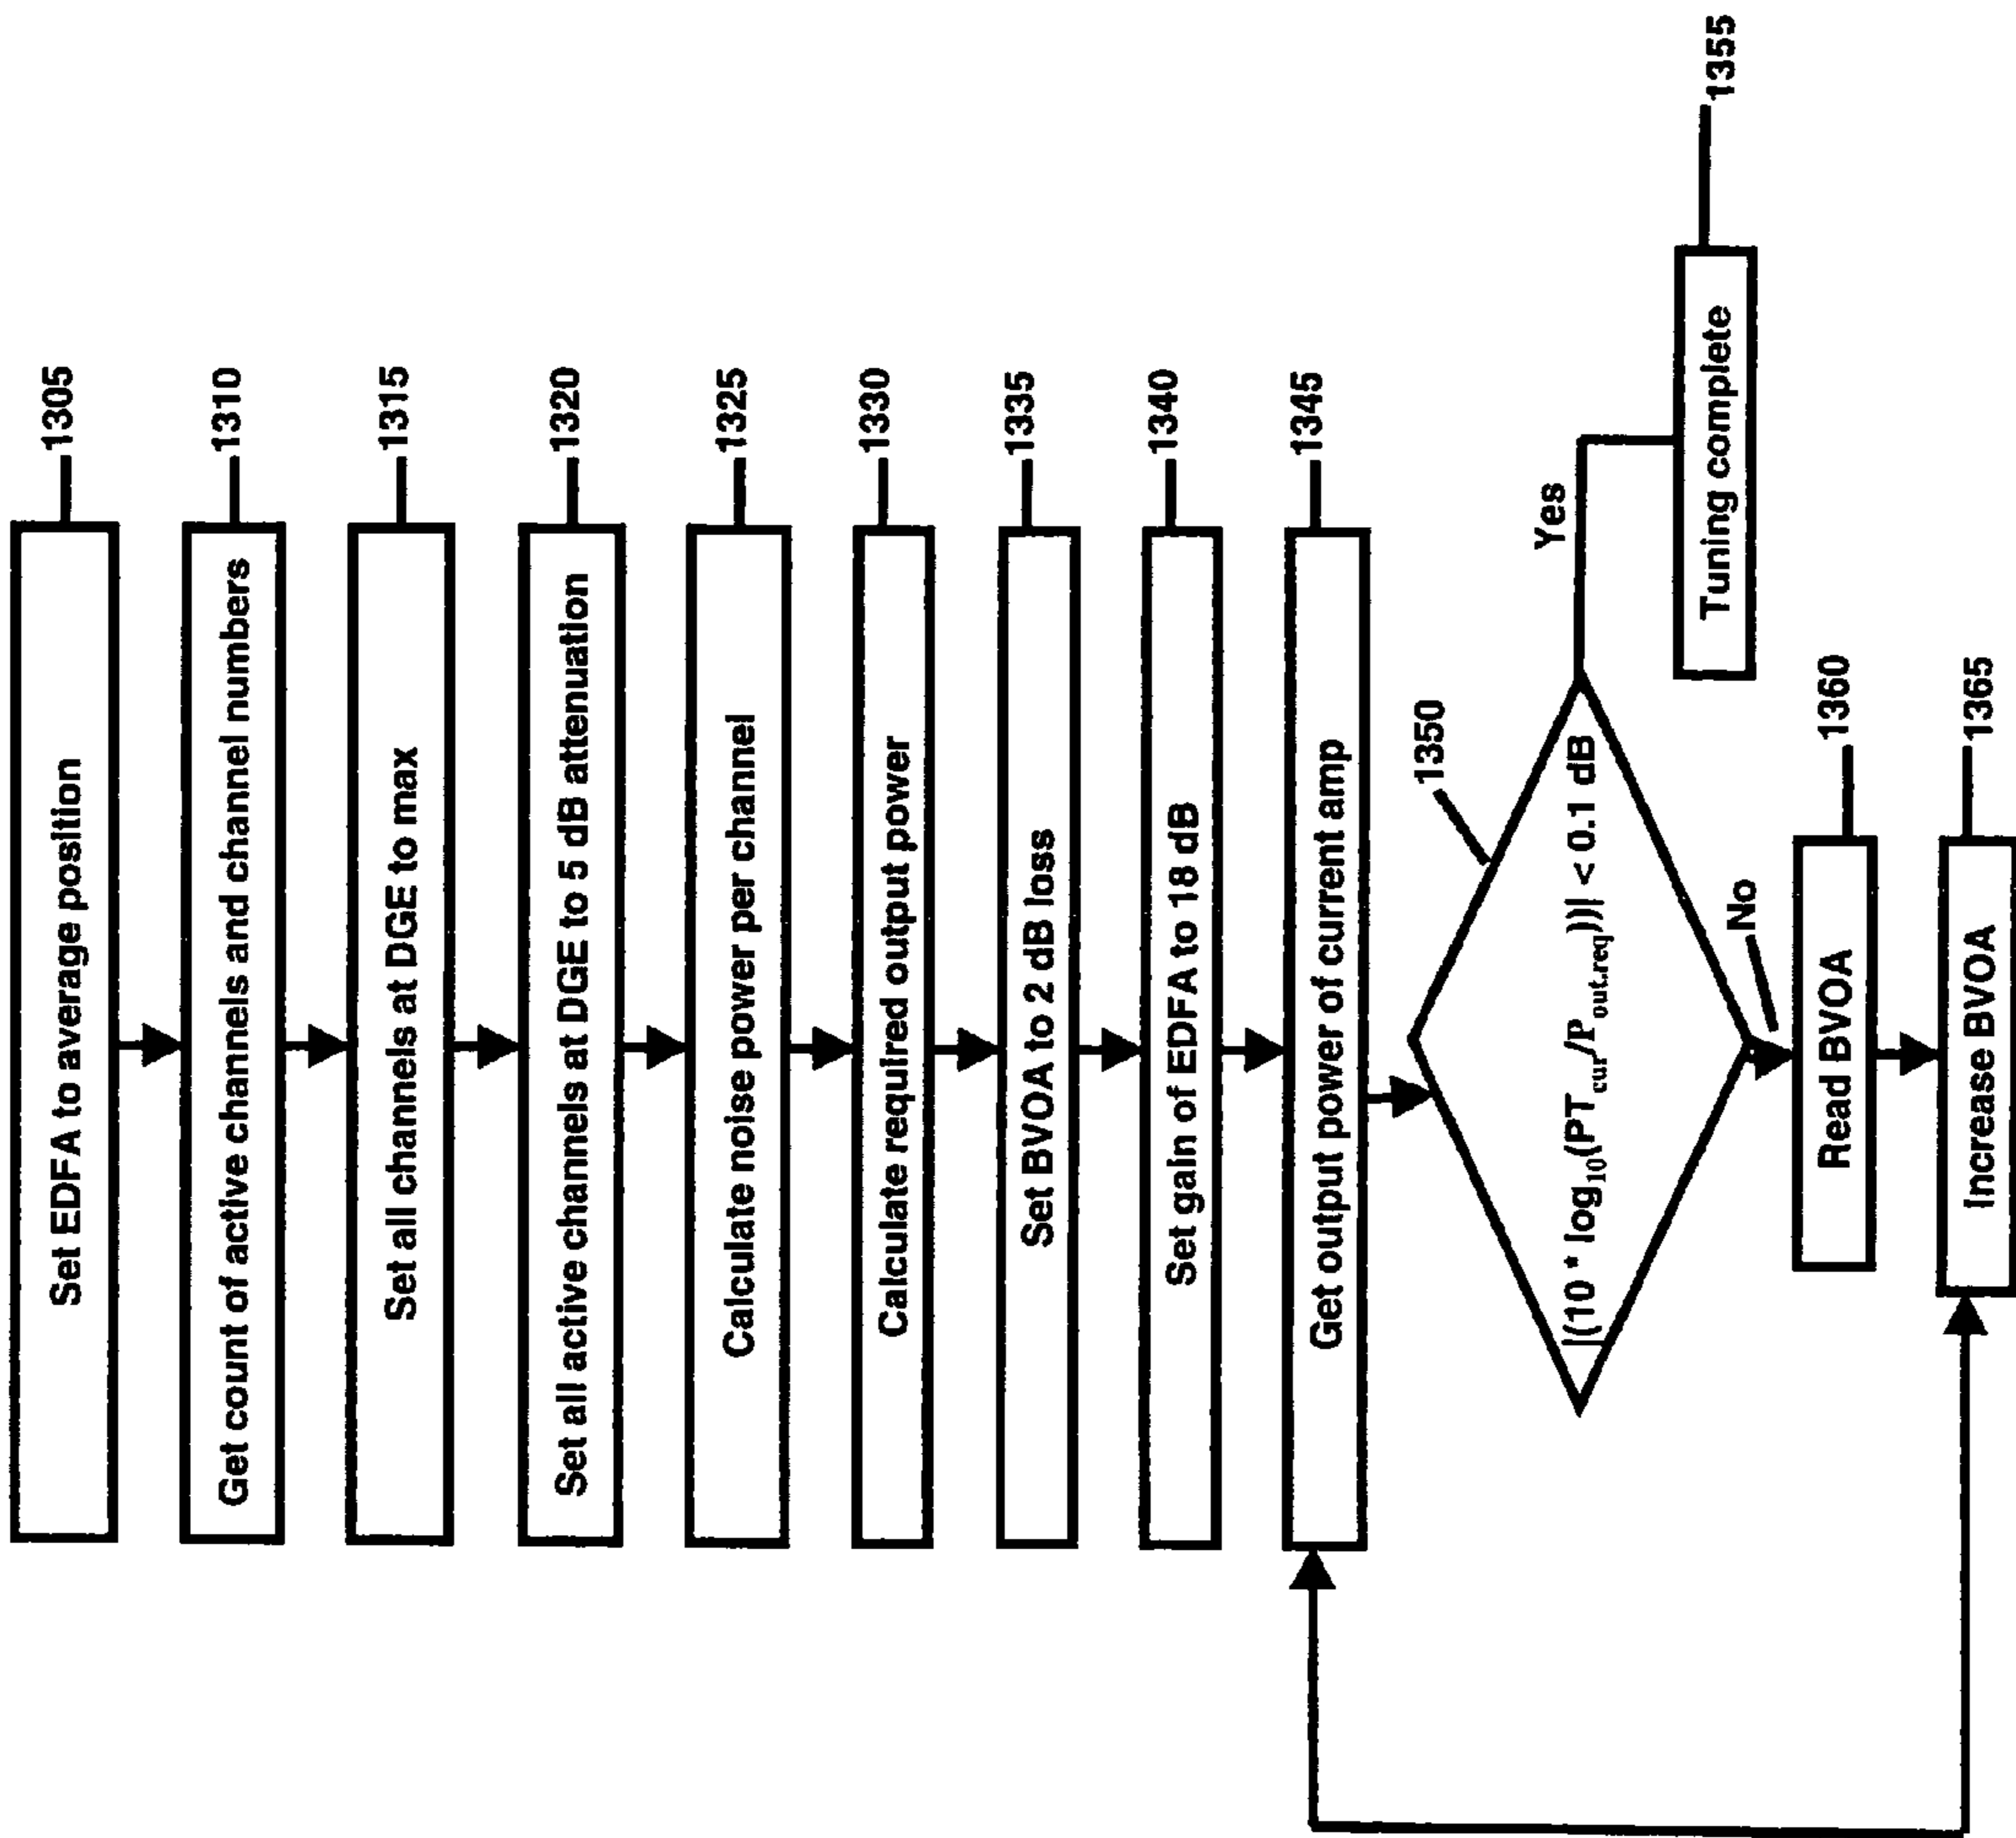 Set EDFA to average position
1305
Get count of active channels and channel numbers
1310
Set all channels at DGE to max
1315
Set all active channels at DGE to 5 dB attenuation
1320
Calculate noise power per channel
1325
Calculate required output power
1330
Set BVOA to 2 dB loss
1335
Set gain of EDFA to 18 dB
1340
Get output power of current amp
1345
1350
|(10 * log10(PTcur/Pout.req))| < 0.1 dB
Yes
Tuning complete
1355
No
Read BVOA
1360
Increase BVOA
1365